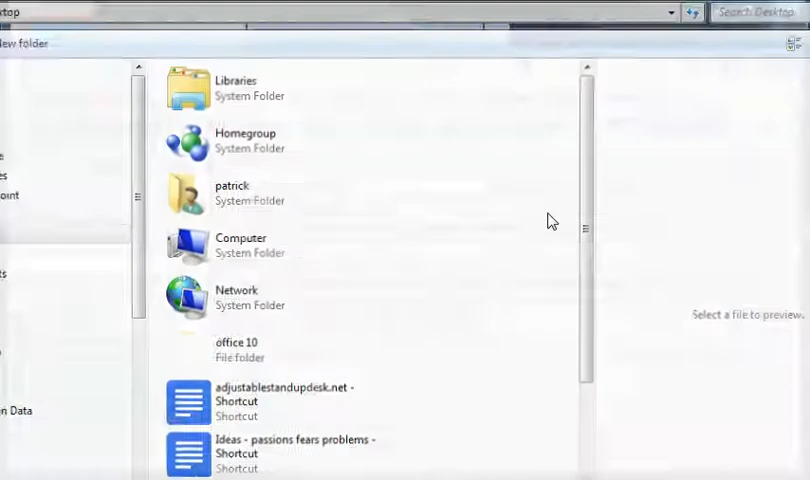 ktop
Search Desktop
New folder
Libraries
System Folder
Homegroup
System Folder
patrick
System Folder
Computer
System Folder
Network
System Folder
office 10
File folder
adjustablestandupdesk.net -
Shortcut
Shortcut
Ideas - passions fears problems -
Shortcut
Shortcut
Select a file to preview.
es
oint
ts
n Data